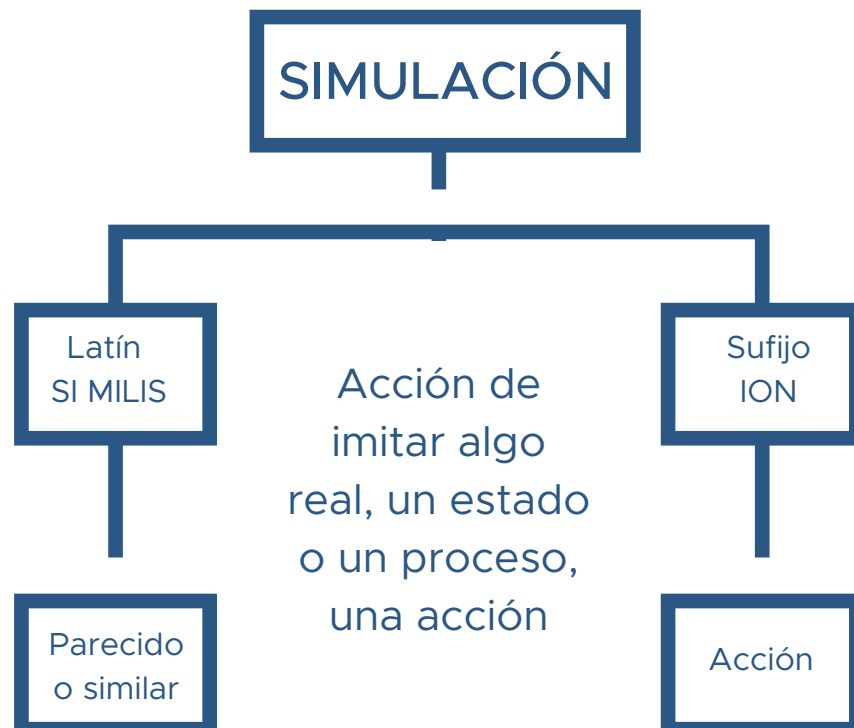 SIMULACIÓN
Latín
SI MILIS
Sufijo
ION
Acción de
imitar algo
real, un estado
o un proceso,
una acción
Parecido
o similar
Acción